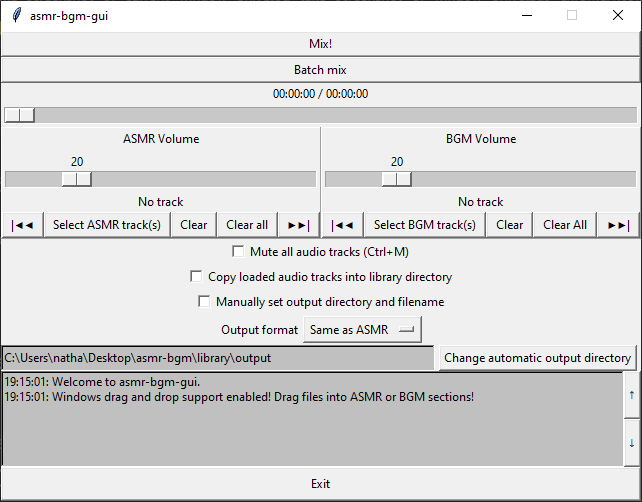 asmr-bgm-gui
Mix!
Batch mix
00:00:00 / 00:00:00
ASMR Volume BGM Volume
20 20
No track No track
|◄◄ Select ASMR track(s) Clear Clear all ►►| |◄◄ Select BGM track(s) Clear Clear All ►►|
Mute all audio tracks (Ctrl+M)
Copy loaded audio tracks into library directory
Manually set output directory and filename
Output format Same as ASMR
C:\Users\natha\Desktop\asmr-bgm\library\output Change automatic output directory
19:15:01: Welcome to asmr-bgm-gui.
19:15:01: Windows drag and drop support enabled! Drag files into ASMR or BGM sections!
↑
↓
Exit